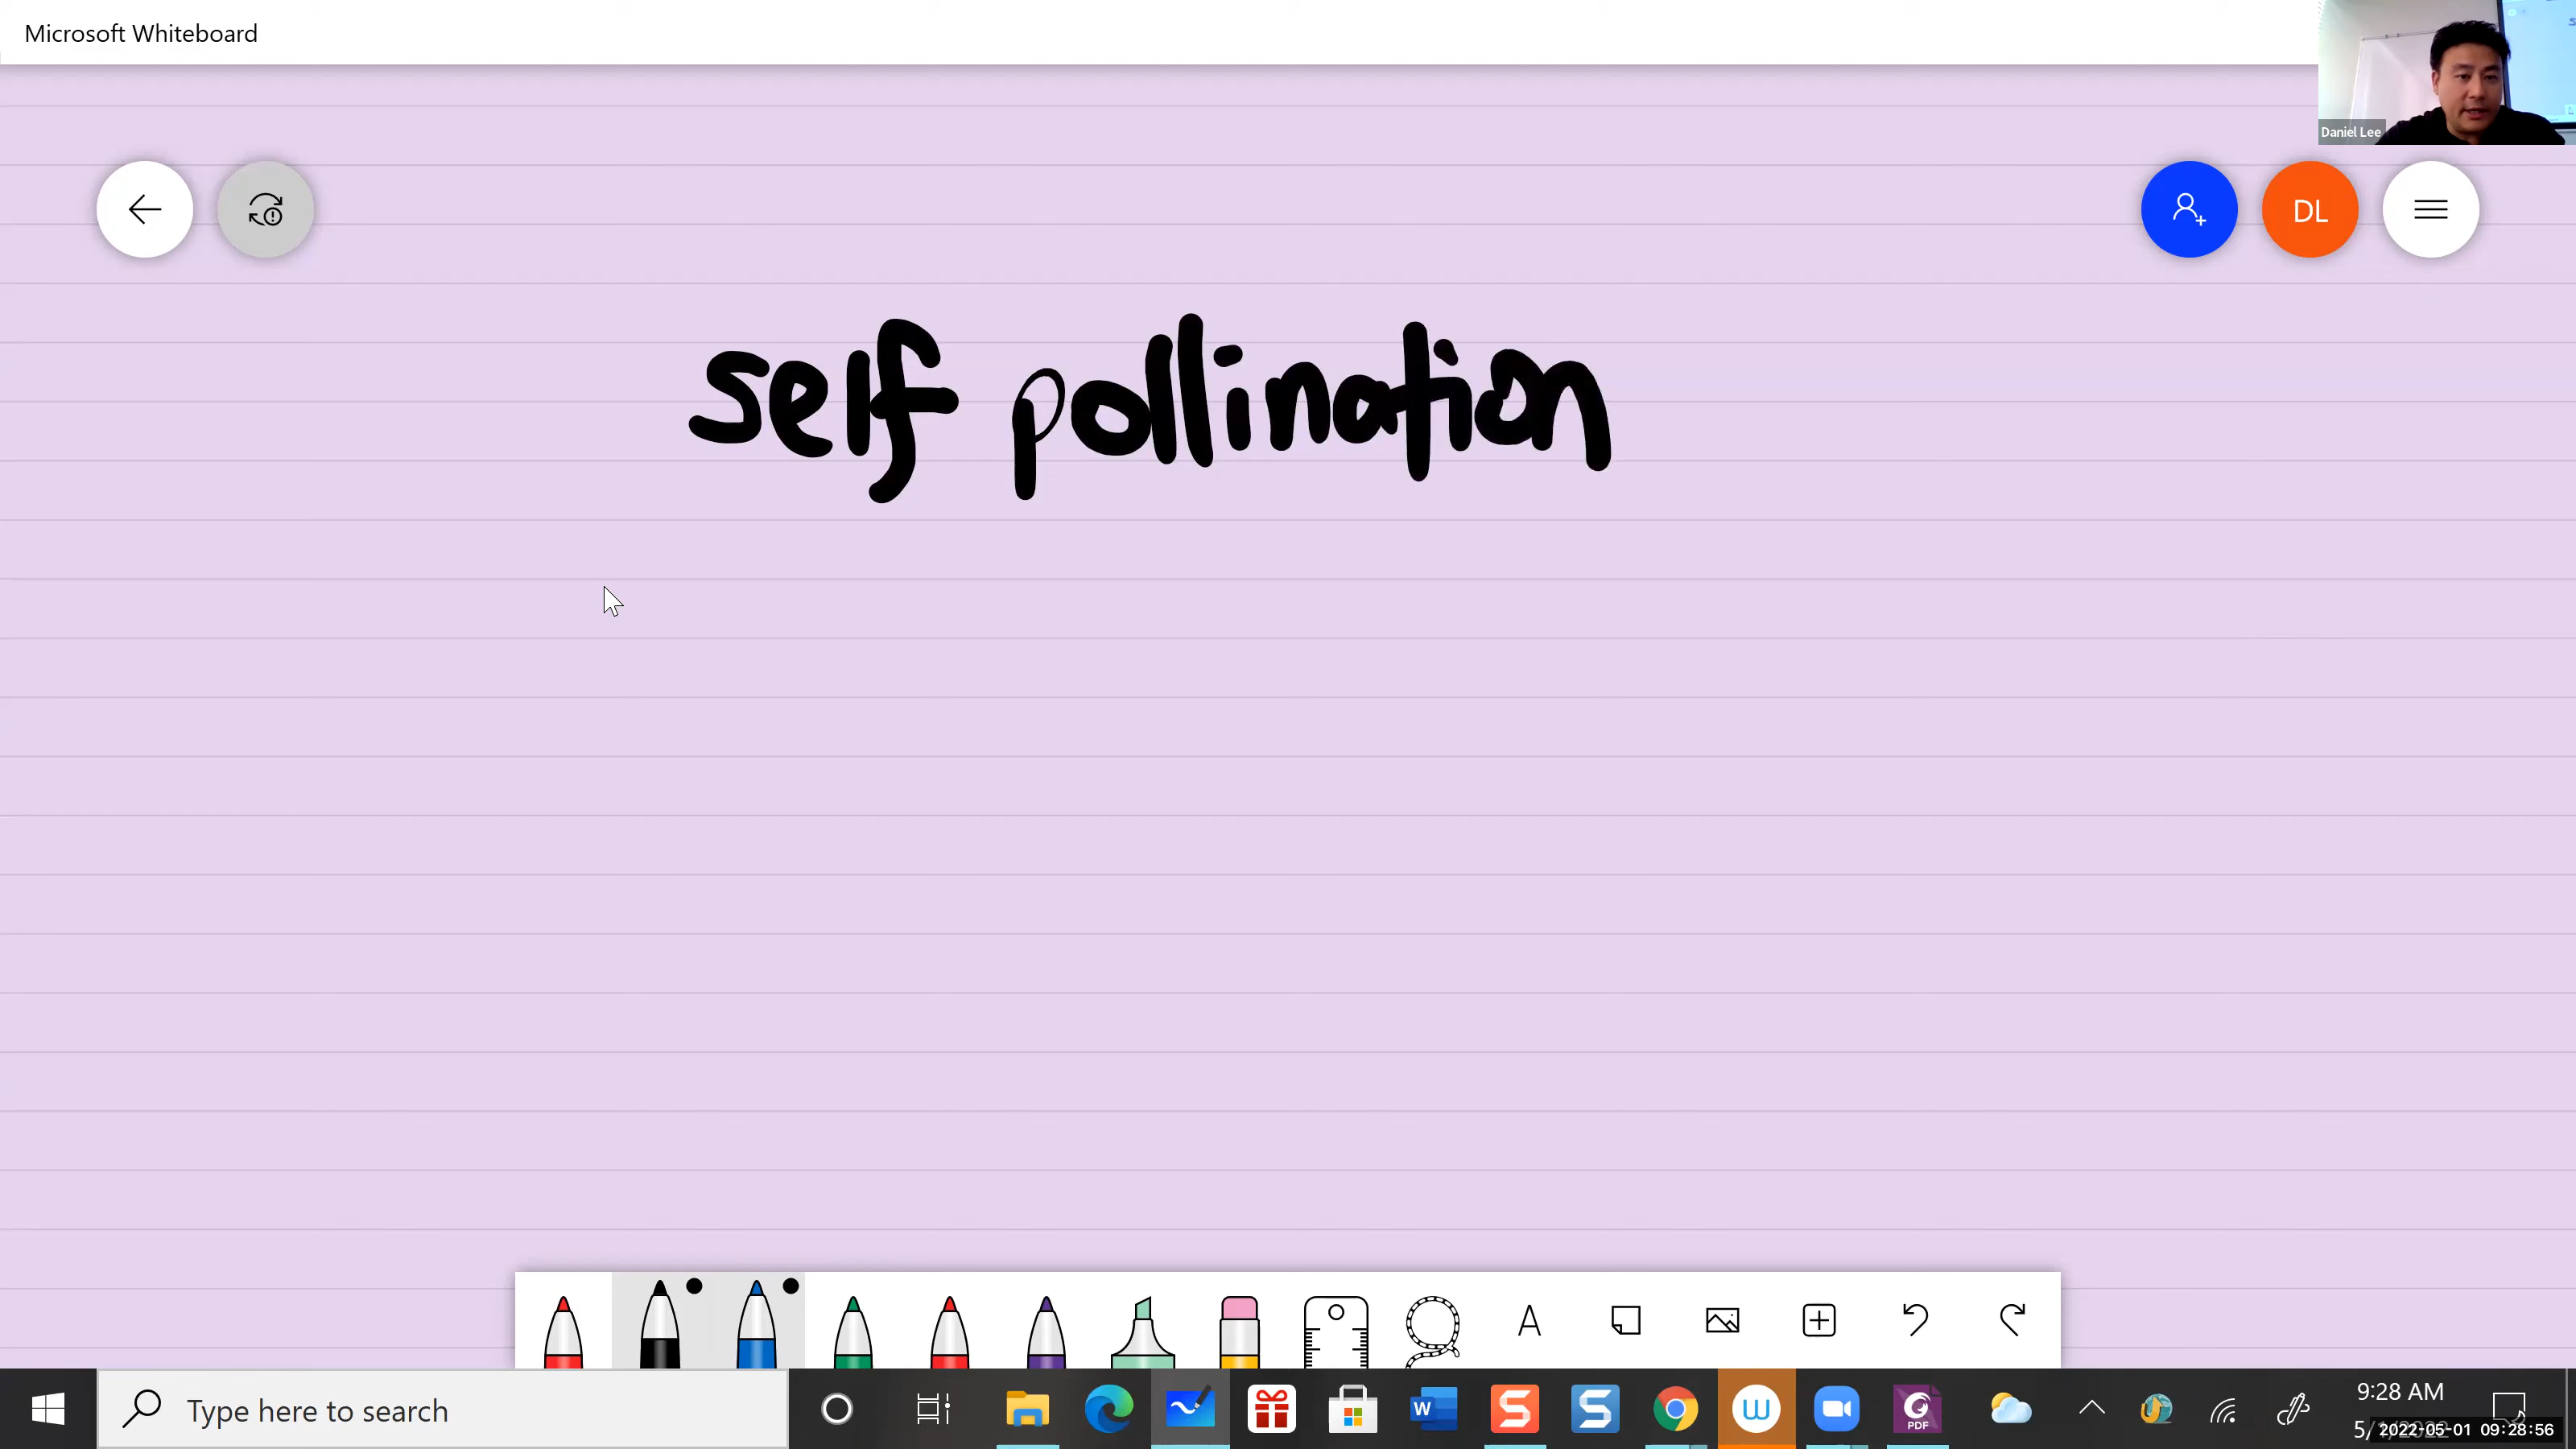 Microsoft Whiteboard
Daniel Lee
DL
self pollination
A
Type here to search
W
S
S
W
PDF
9:28 AM
2022-05-01 09:28:56